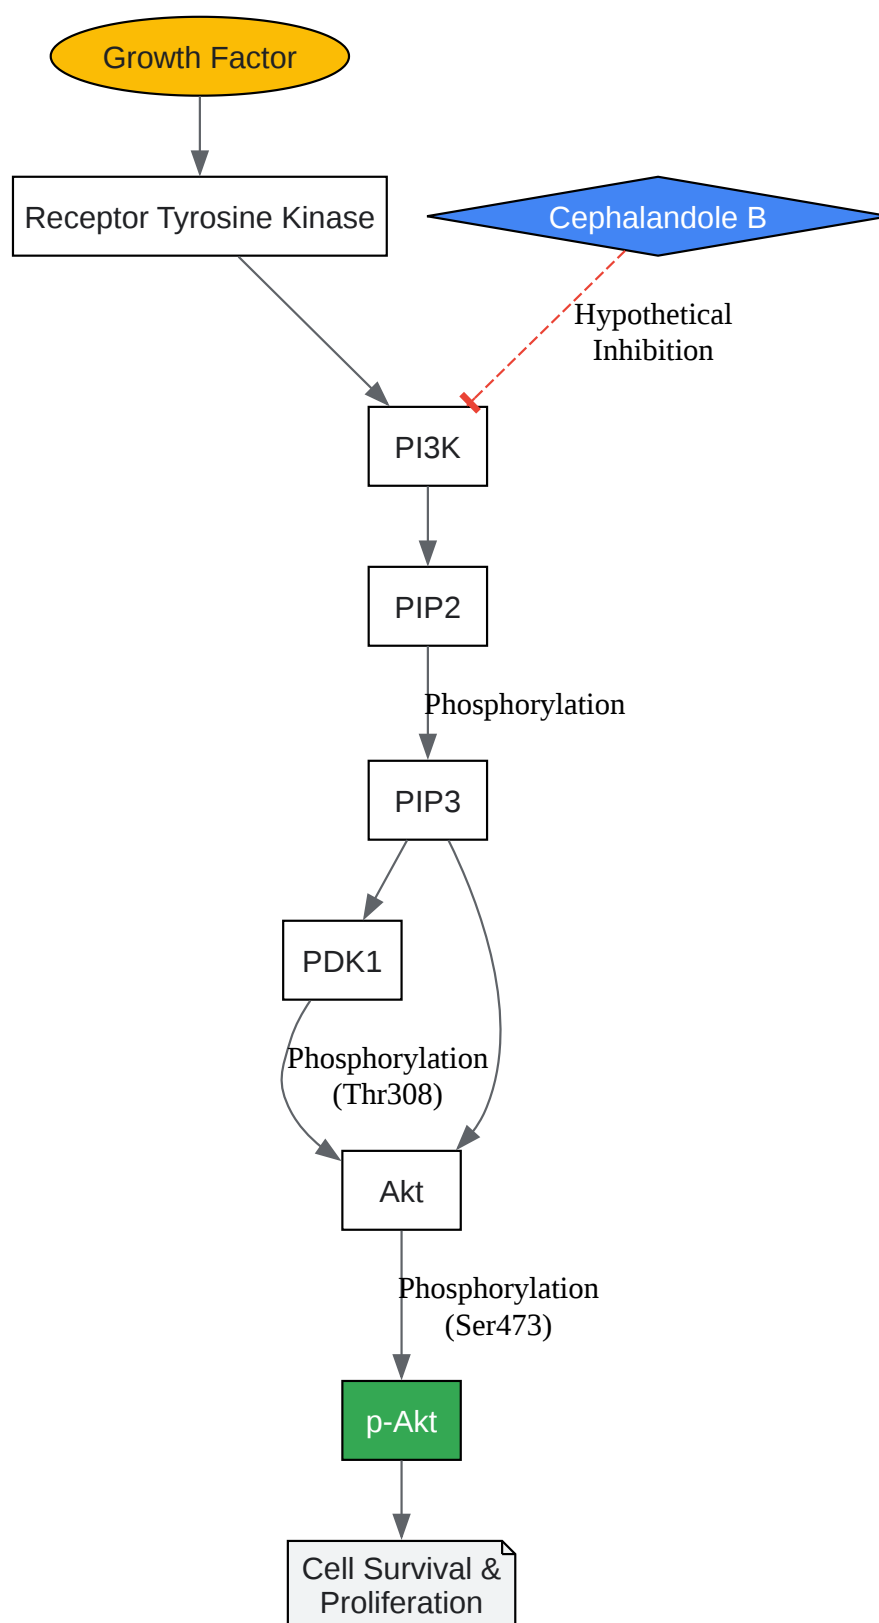 Growth Factor
Receptor Tyrosine Kinase
Cephalandole B
Hypothetical
Inhibition
PI3K
PIP2
Phosphorylation
PIP3
PDK1
Phosphorylation
(Thr308)
Akt
Phosphorylation
(Ser473)
p-Akt
Cell Survival &
Proliferation